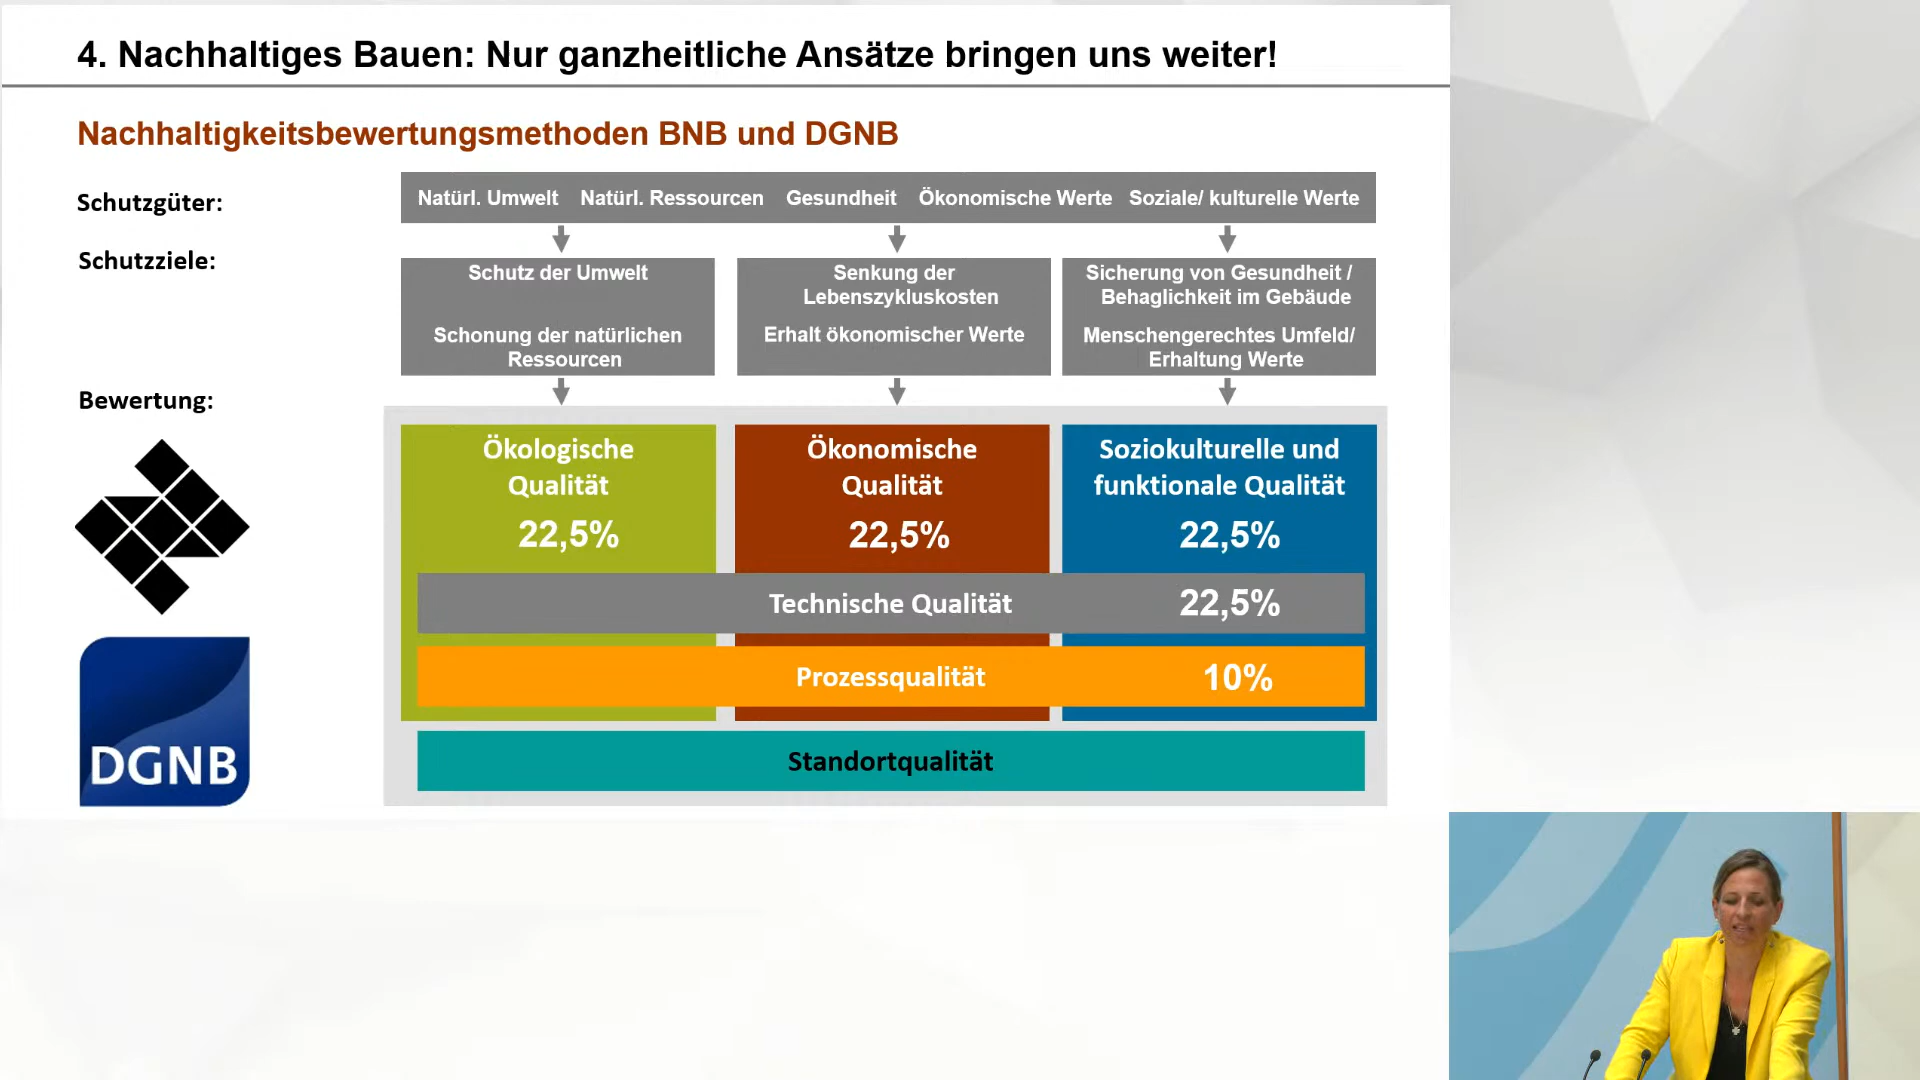 4. Nachhaltiges Bauen: Nur ganzheitliche Ansätze bringen uns weiter!
Nachhaltigkeitsbewertungsmethoden BNB und DGNB
Schutzgüter:
Natürl. Umwelt Natürl. Ressourcen Gesundheit Ökonomische Werte Soziale/ kulturelle Werte
Schutzziele:
Schutz der Umwelt
Schonung der natürlichen
Ressourcen
Senkung der
Lebenszykluskosten
Erhalt ökonomischer Werte
Sicherung von Gesundheit /
Behaglichkeit im Gebäude
Menschengerechtes Umfeld/
Erhaltung Werte
Bewertung:
Ökologische
Qualität
22,5%
Ökonomische
Qualität
22,5%
Soziokulturelle und
funktionale Qualität
22,5%
Technische Qualität 22,5%
Prozessqualität 10%
Standortqualität
DGNB